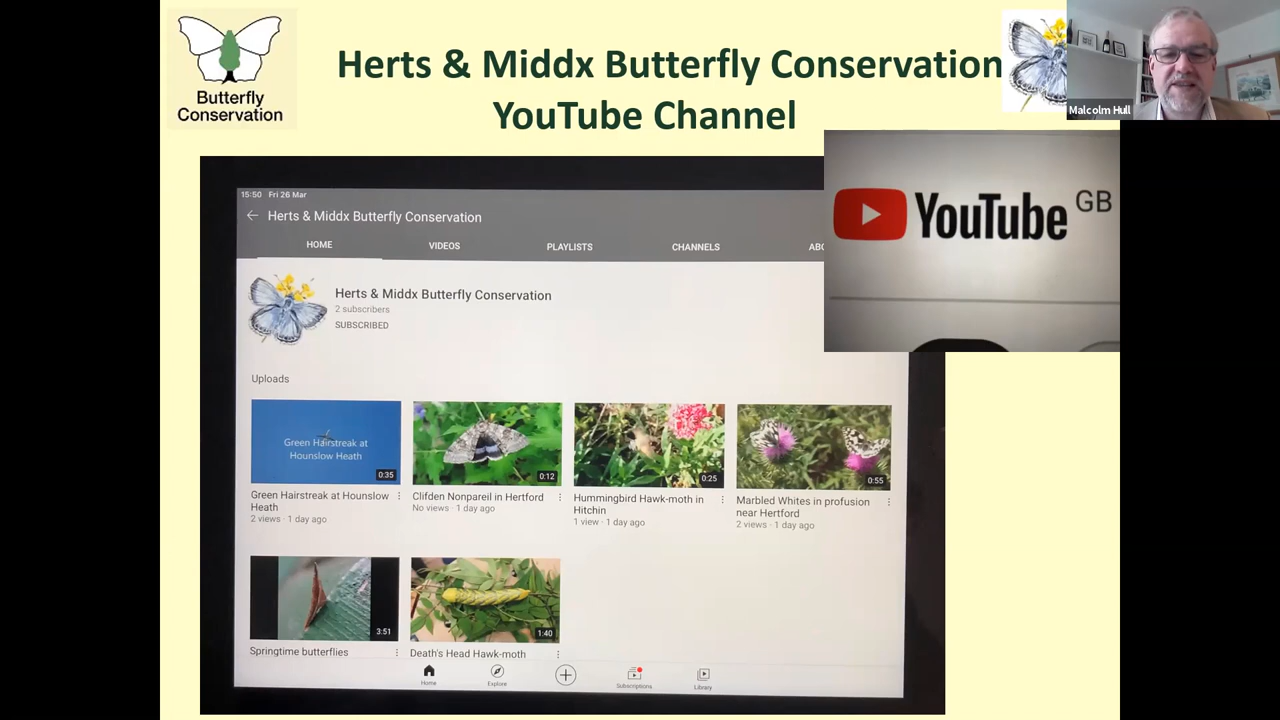 Butterfly
Conservation
Herts & Middx Butterfly Conservation
YouTube Channel
Malcolm Hull
YouTube GB
15:50 Fri 26 Mar
Herts & Middx Butterfly Conservation
HOME VIDEOS PLAYLISTS CHANNELS
Herts & Middx Butterfly Conservation
2 subscribers
SUBSCRIBED
Uploads
Green Hairstreak at
Hounslow Heath
0:35
0:12
0:25
0:55
Green Hairstreak at Hounslow
Heath
2 views · 1 day ago
Clifden Nonpareil in Hertford
No views · 1 day ago
Hummingbird Hawk-moth in
Hitchin
1 view · 1 day ago
Marbled Whites in profusion
near Hertford
2 views · 1 day ago
3:51
1:40
Springtime butterflies
Death's Head Hawk-moth
Home Explore Subscriptions Library